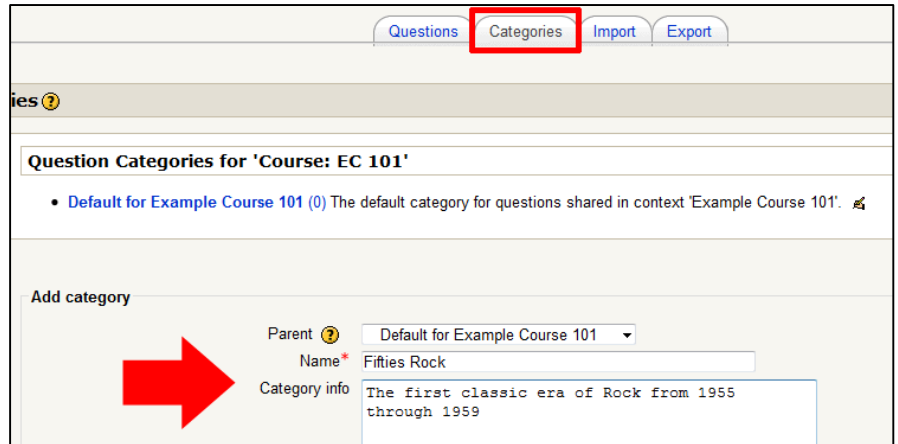 Questions Categories Import Export
ies ?
Question Categories for 'Course: EC 101'
• Default for Example Course 101 (0) The default category for questions shared in context 'Example Course 101'.
Add category
Parent ? Default for Example Course 101
Name* Fifties Rock
Category info The first classic era of Rock from 1955
through 1959